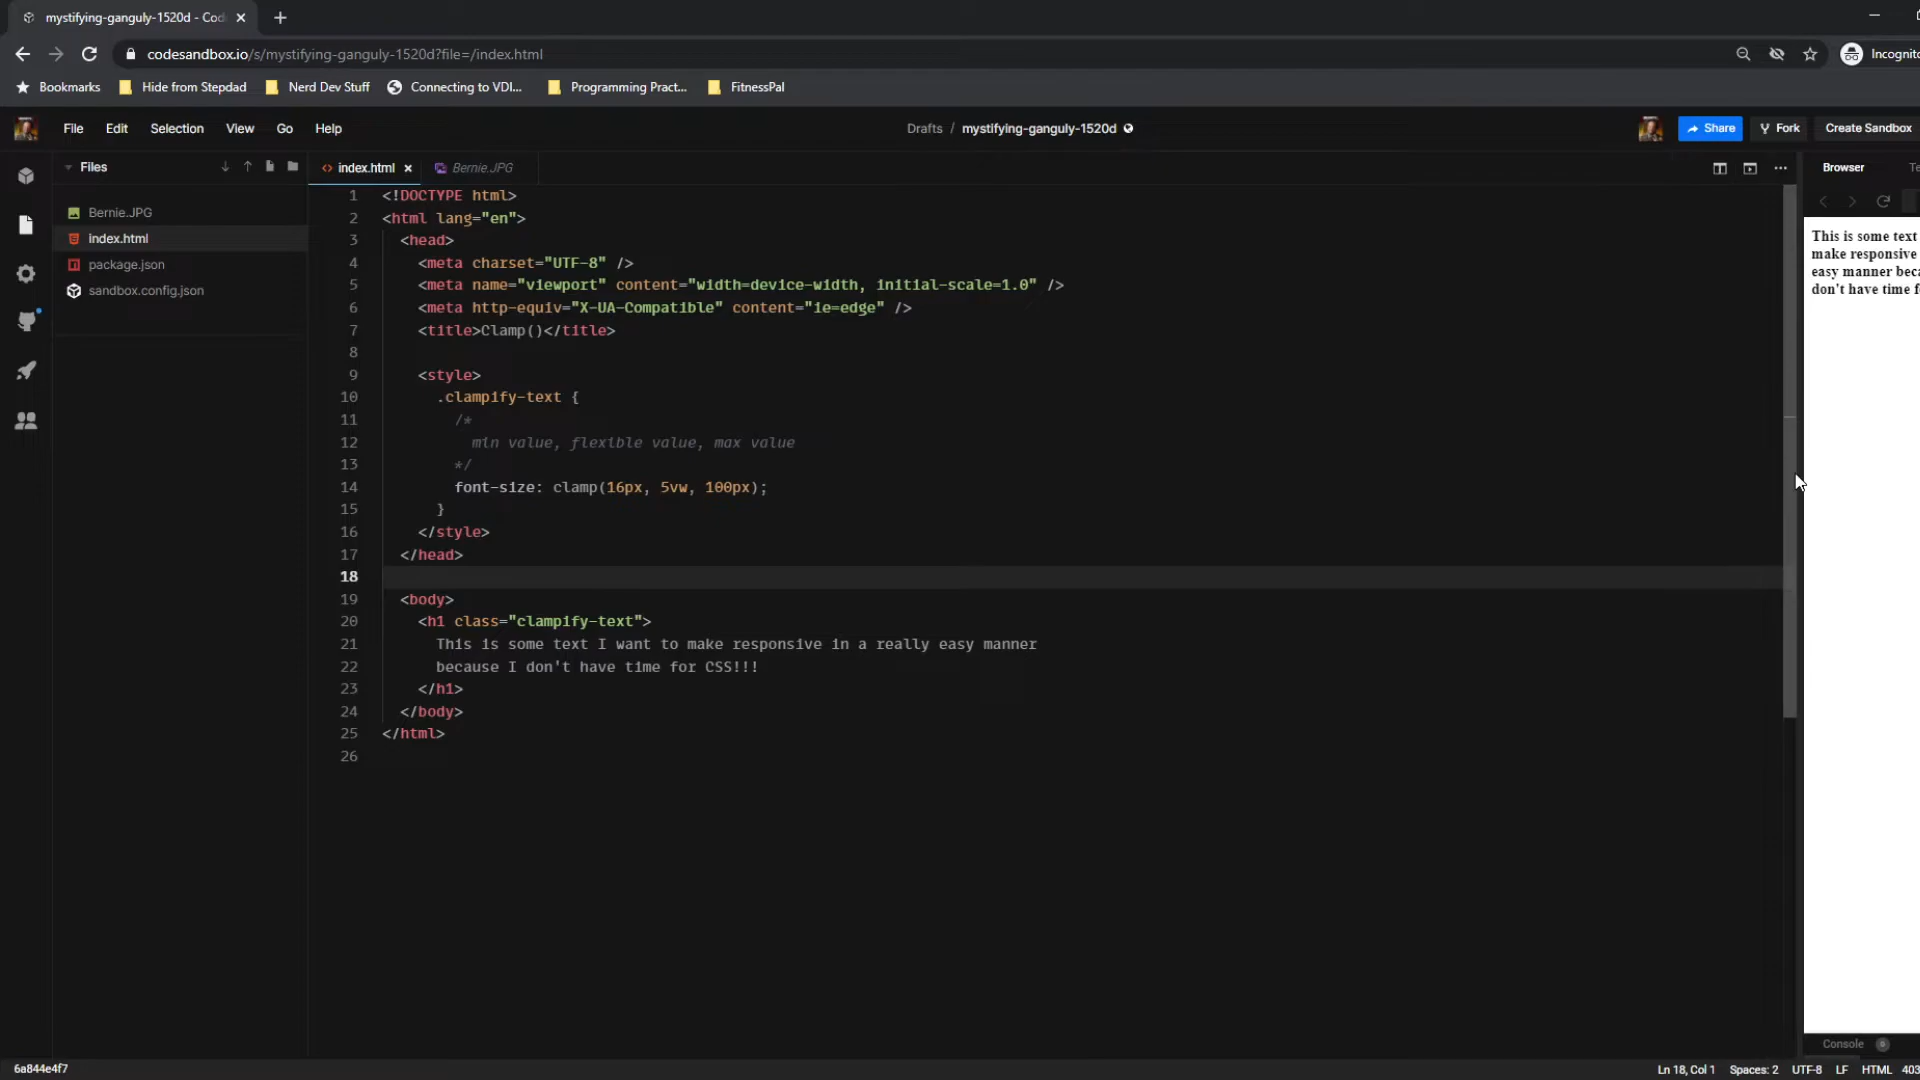 mystifying-ganguly-1520d - Cod
codesandbox.io/s/mystifying-ganguly-1520d?file=/index.html
Incognito
Bookmarks
Hide from Stepdad
Nerd Dev Stuff
Connecting to VDI...
Programming Pract...
FitnessPal
File Edit Selection View Go Help
Drafts / mystifying-ganguly-1520d
Share
Fork
Create Sandbox
Files
index.html
Bernie.JPG
Browser
Bernie.JPG
index.html
package.json
sandbox.config.json
1 <!DOCTYPE html>
2 <html lang="en">
3 <head>
4 <meta charset="UTF-8" />
5 <meta name="viewport" content="width=device-width, initial-scale=1.0" />
6 <meta http-equiv="X-UA-Compatible" content="ie=edge" />
7 <title>Clamp()</title>
8
9 <style>
10 .clampify-text {
11 /*
12 min value, flexible value, max value
13 */
14 font-size: clamp(16px, 5vw, 100px);
15 }
16 </style>
17 </head>
18
19 <body>
20 <h1 class="clampify-text">
21 This is some text I want to make responsive in a really easy manner
22 because I don't have time for CSS!!!
23 </h1>
24 </body>
25 </html>
26
This is some text
make responsive
easy manner beca
don't have time f
Console 0
6a844e4f7
Ln 18, Col 1 Spaces: 2 UTF-8 LF HTML 403